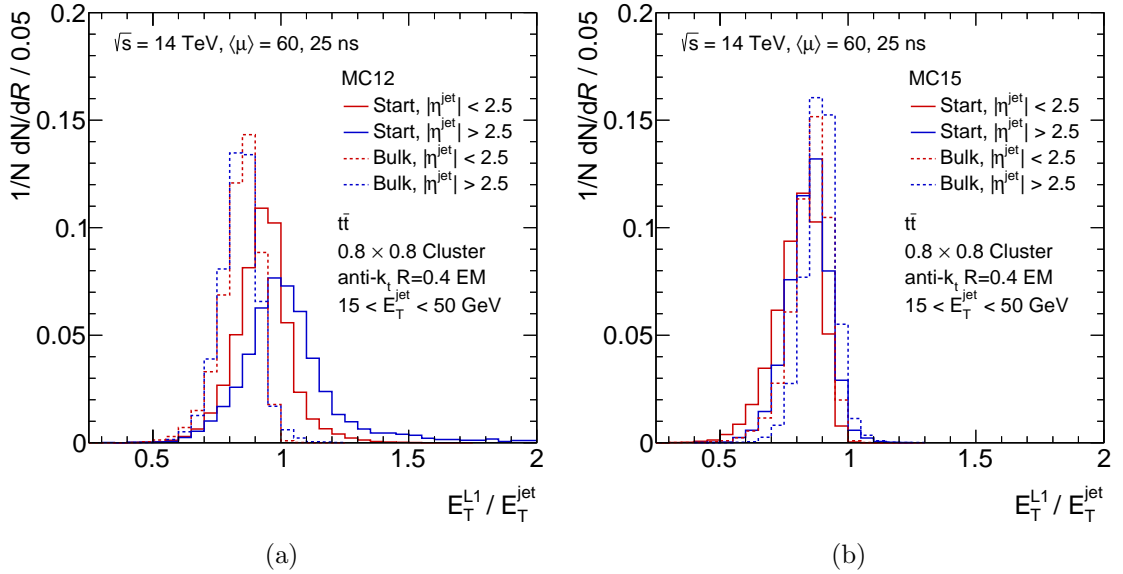 1/N dN/dR / 0.05
0.2
0.15
0.1
0.05
0
√s = 14 TeV, ⟨μ⟩ = 60, 25 ns
MC12
Start, |η^jet| < 2.5
Start, |η^jet| > 2.5
Bulk, |η^jet| < 2.5
Bulk, |η^jet| > 2.5
tt̄
0.8 × 0.8 Cluster
anti-k_t R=0.4 EM
15 < E_T^jet < 50 GeV
0.5 1 1.5 2
E_T^L1 / E_T^jet
(a)
1/N dN/dR / 0.05
0.2
0.15
0.1
0.05
0
√s = 14 TeV, ⟨μ⟩ = 60, 25 ns
MC15
Start, |η^jet| < 2.5
Start, |η^jet| > 2.5
Bulk, |η^jet| < 2.5
Bulk, |η^jet| > 2.5
tt̄
0.8 × 0.8 Cluster
anti-k_t R=0.4 EM
15 < E_T^jet < 50 GeV
0.5 1 1.5 2
E_T^L1 / E_T^jet
(b)